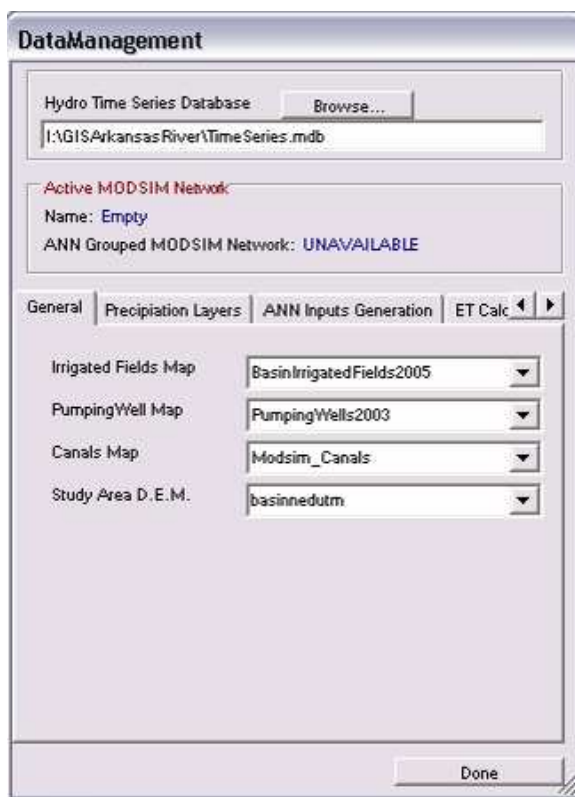 DataManagement
Hydro Time Series Database Browse...
I:\GISArkansasRiver\TimeSeries.mdb
Active MODSIM Network
Name: Empty
ANN Grouped MODSIM Network: UNAVAILABLE
General Precipiation Layers ANN Inputs Generation ET Calc
Irrigated Fields Map BasinIrrigatedFields2005
PumpingWell Map PumpingWells2003
Canals Map Modsim_Canals
Study Area D.E.M. basinnedutm
Done